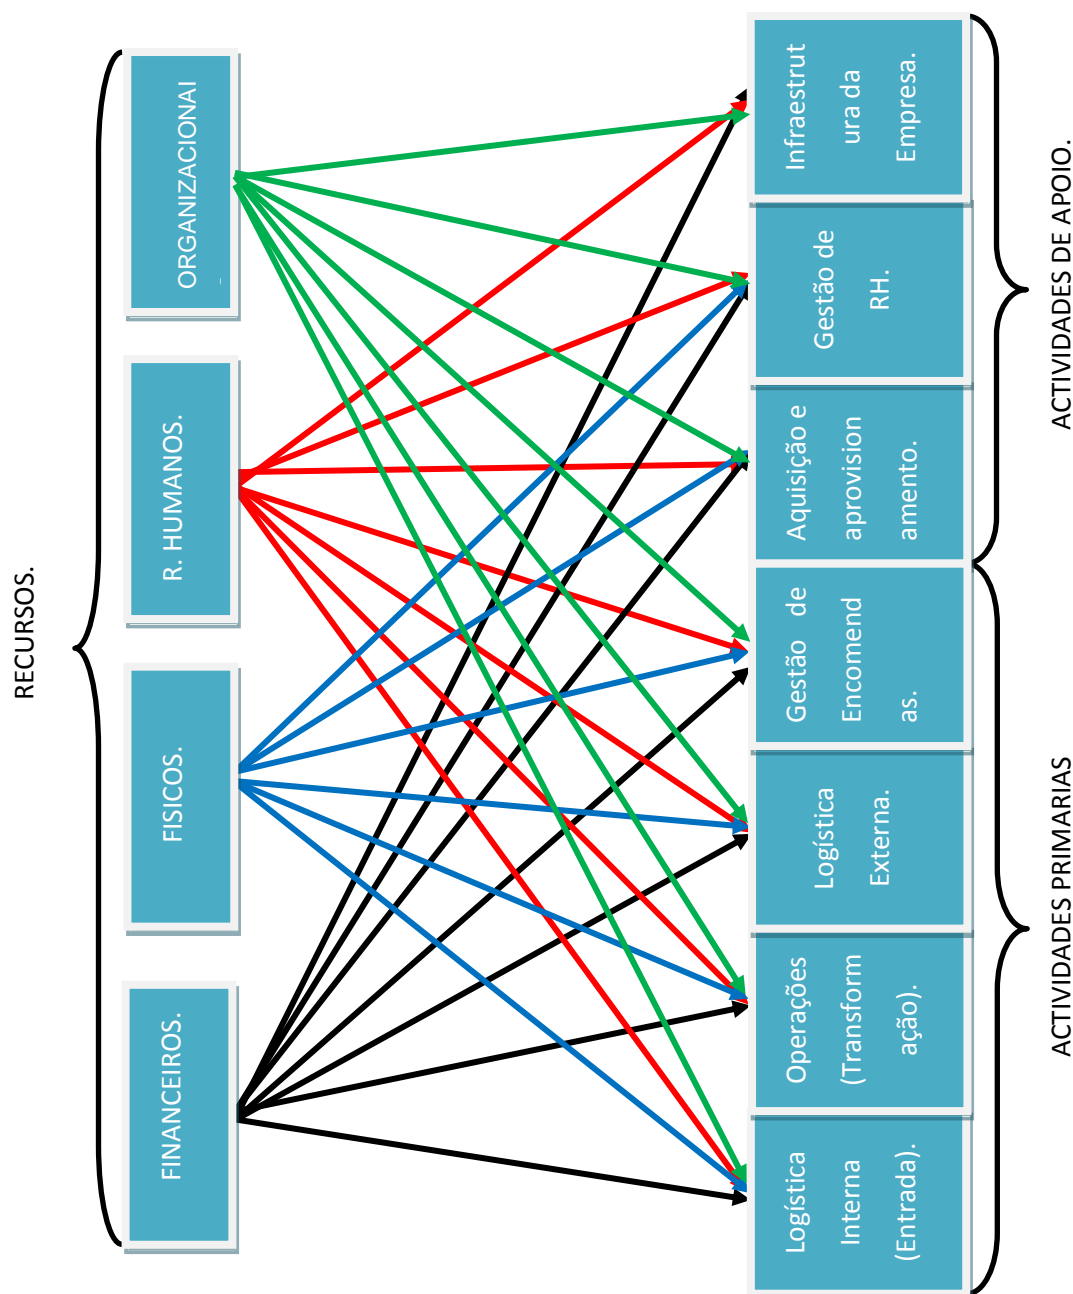 RECURSOS.
FINANCEIROS.
FISICOS.
R. HUMANOS.
ORGANIZACIONAI
Logística
Interna
(Entrada).
Operações
(Transform
ação).
Logística
Externa.
Gestão de
Encomend
as.
Aquisição e
aprovision
amento.
Gestão de
RH.
Infraestrut
ura da
Empresa.
ACTIVIDADES PRIMARIAS
ACTIVIDADES DE APOIO.